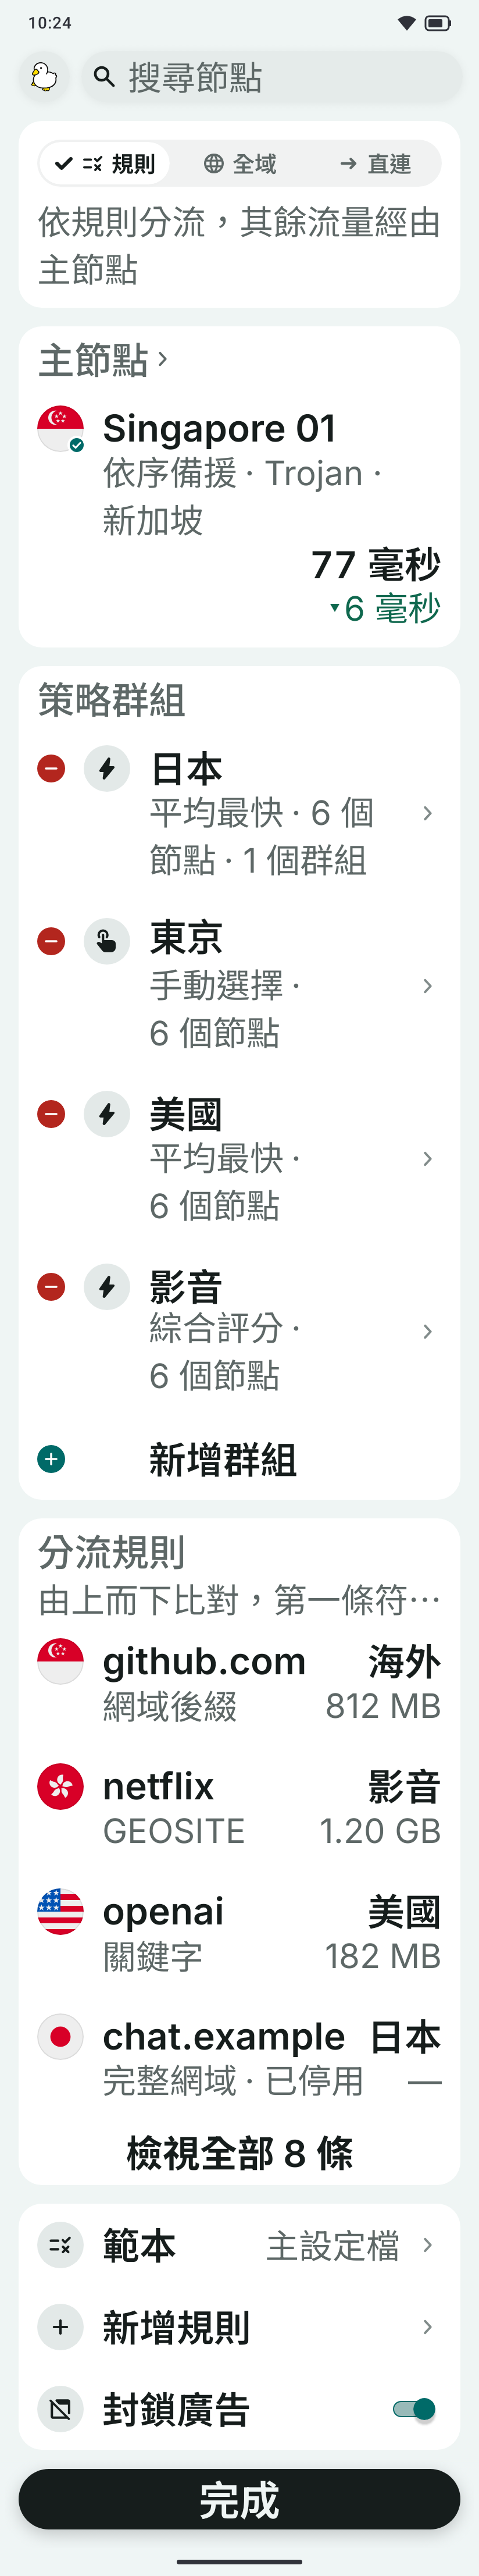 10:24
搜尋節點
規則
全域
直連
依規則分流，其餘流量經由
主節點
主節點
Singapore 01
依序備援 · Trojan ·
新加坡
77 毫秒
▼6 毫秒
策略群組
日本
平均最快 · 6 個
節點 · 1 個群組
東京
手動選擇 ·
6 個節點
美國
平均最快 ·
6 個節點
影音
綜合評分 ·
6 個節點
新增群組
分流規則
由上而下比對，第一條符…
github.com 海外
網域後綴 812 MB
netflix 影音
GEOSITE 1.20 GB
openai 美國
關鍵字 182 MB
chat.example 日本
完整網域 · 已停用 —
檢視全部 8 條
範本 主設定檔
新增規則
封鎖廣告
完成